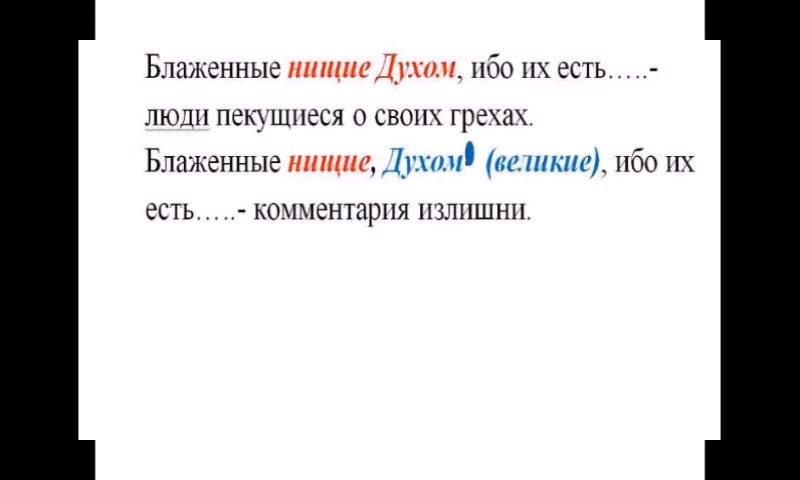 Блаженные нищие Духом, ибо их есть…..-
люди пекущиеся о своих грехах.
Блаженные нищие, Духом (великие), ибо их
есть…..- комментария излишни.